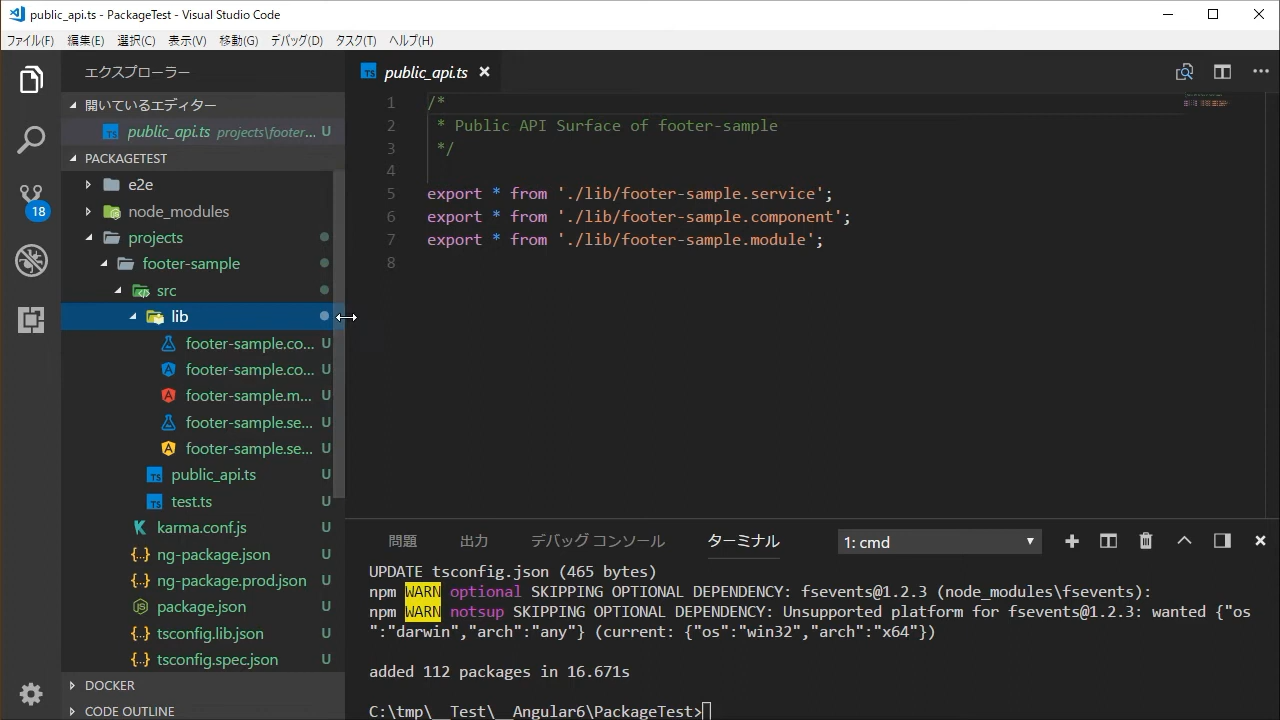 public_api.ts - PackageTest - Visual Studio Code
ファイル(F) 編集(E) 選択(C) 表示(V) 移動(G) デバッグ(D) タスク(T) ヘルプ(H)
エクスプローラー
開いているエディター
public_api.ts projects\footer... U
PACKAGETEST
e2e
node_modules
projects
footer-sample
src
lib
footer-sample.co... U
footer-sample.co... U
footer-sample.m... U
footer-sample.se... U
footer-sample.se... U
public_api.ts U
test.ts U
karma.conf.js U
ng-package.json U
ng-package.prod.json U
package.json U
tsconfig.lib.json U
tsconfig.spec.json U
DOCKER
CODE OUTLINE
18
TS public_api.ts
1 /*
2 * Public API Surface of footer-sample
3 */
4
5 export * from './lib/footer-sample.service';
6 export * from './lib/footer-sample.component';
7 export * from './lib/footer-sample.module';
8
問題 出力 デバッグ コンソール ターミナル 1: cmd
UPDATE tsconfig.json (465 bytes)
npm WARN optional SKIPPING OPTIONAL DEPENDENCY: fsevents@1.2.3 (node_modules\fsevents):
npm WARN notsup SKIPPING OPTIONAL DEPENDENCY: Unsupported platform for fsevents@1.2.3: wanted {"os
":"darwin","arch":"any"} (current: {"os":"win32","arch":"x64"})
added 112 packages in 16.671s
C:\tmp\__Test\__Angular6\PackageTest>